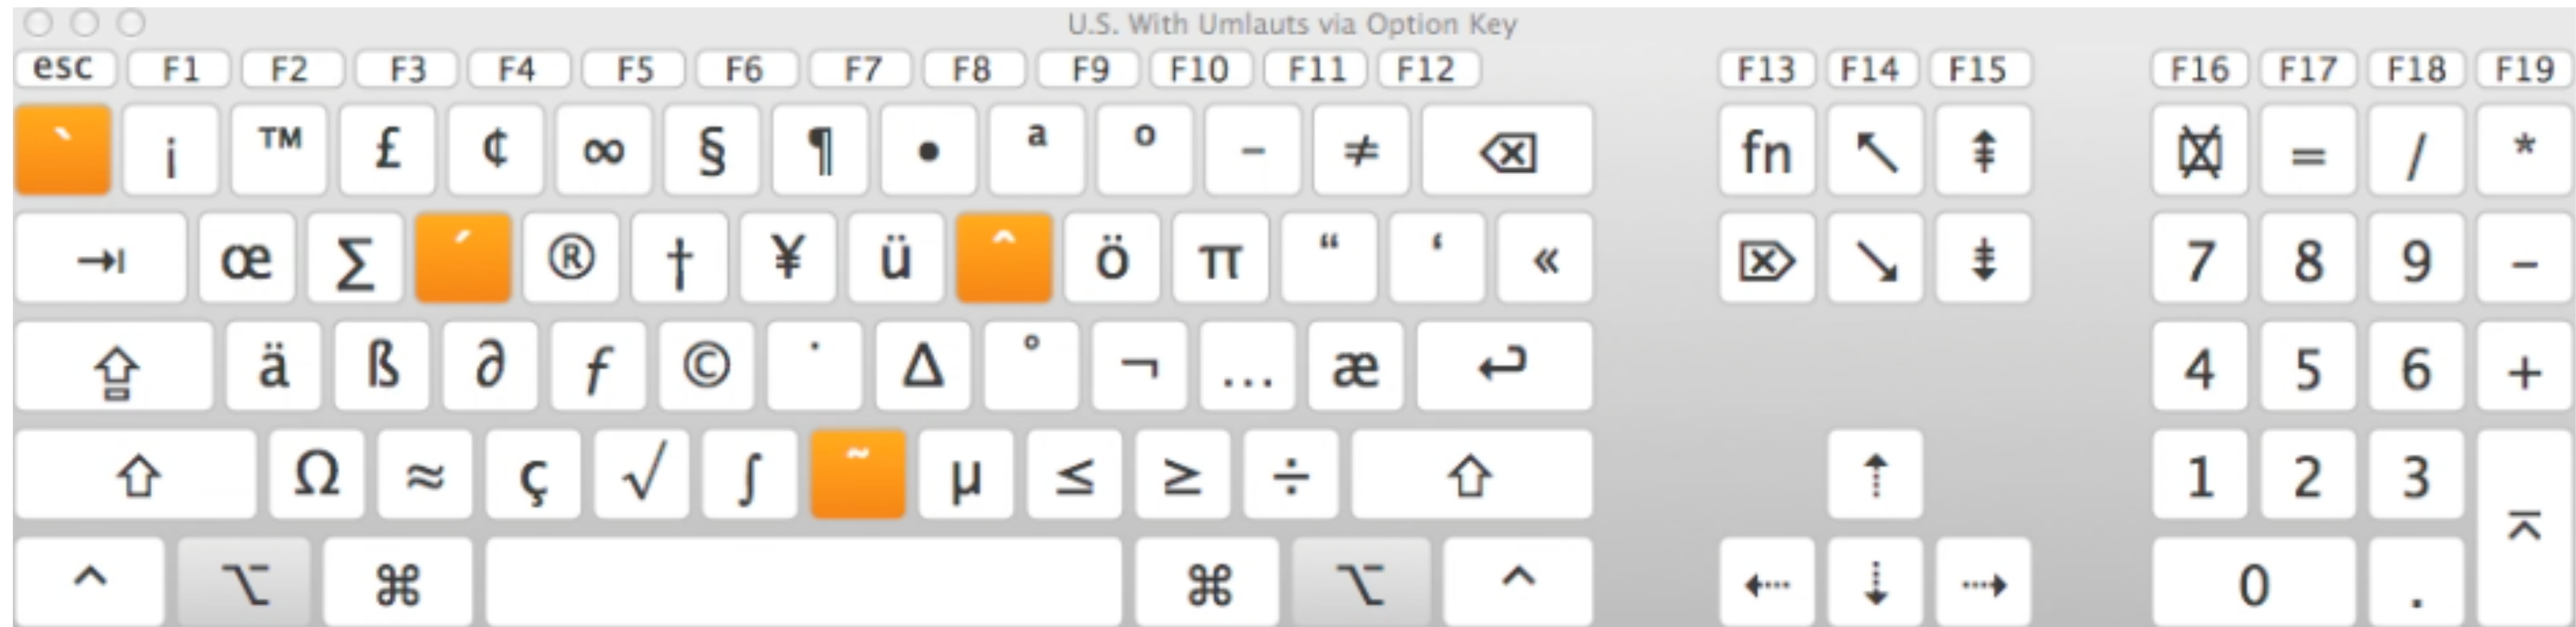 U.S. With Umlauts via Option Key
esc F1 F2 F3 F4 F5 F6 F7 F8 F9 F10 F11 F12 F13 F14 F15 F16 F17 F18 F19
` ¡ ™ £ ¢ ∞ § ¶ • ª º – ≠ ⌫ fn ↖ ⇞ = / *
⇥ œ ∑ ´ ® † ¥ ü ˆ ö π “ ‘ « ⌦ ↘ ⇟ 7 8 9 -
⇪ ä ß ∂ ƒ © ˙ ∆ ˚ ¬ … æ ↩ 4 5 6 +
⇧ Ω ≈ ç √ ∫ ˜ µ ≤ ≥ ÷ ⇧ ⇡ 1 2 3 ⌅
⌃ ⌥ ⌘ ⌘ ⌥ ⌃ ⇠ ⇣ ⇢ 0 .